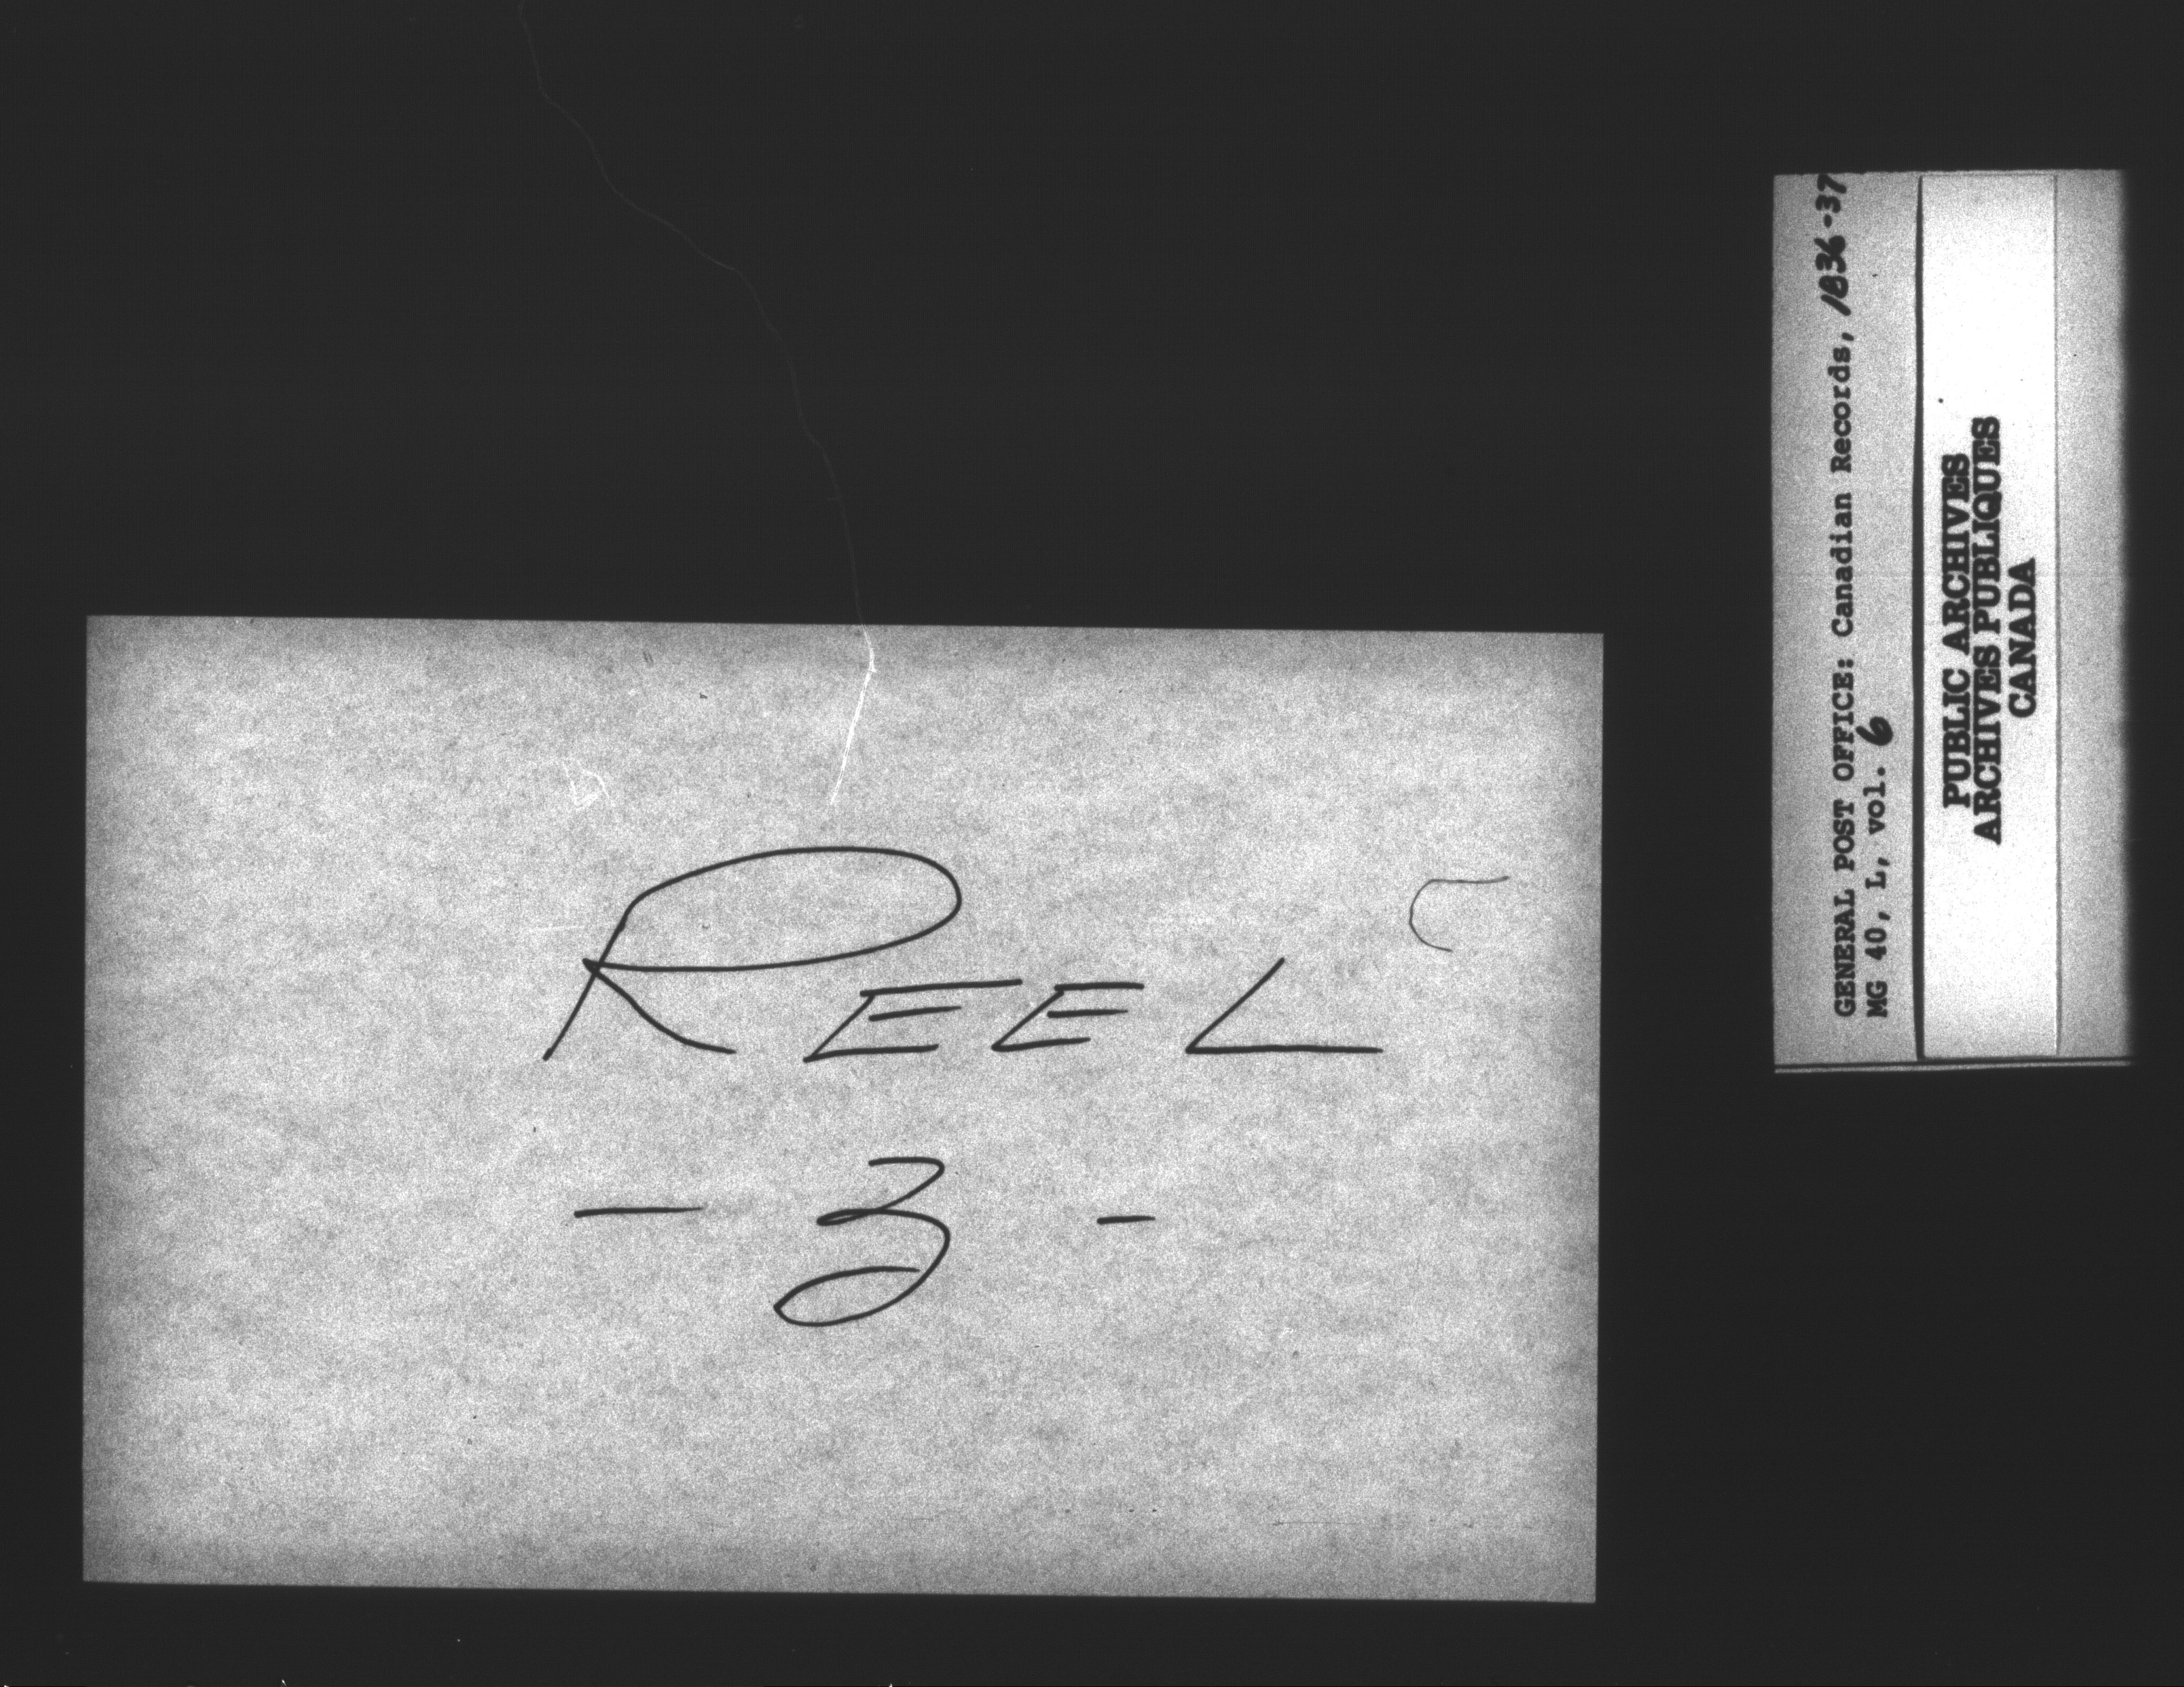 REEL
- 3 -
GENERAL POST OFFICE: Canadian Records, 1836-37
MG 40, L, vol. 6
PUBLIC ARCHIVES
ARCHIVES PUBLIQUES
CANADA